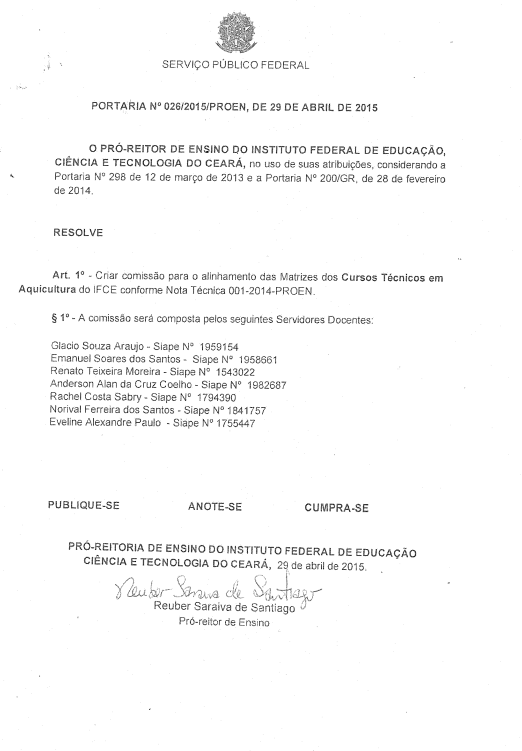 SERVIÇO PÚBLICO FEDERAL
PORTARIA Nº 026/2015/PROEN, DE 29 DE ABRIL DE 2015
O PRÓ-REITOR DE ENSINO DO INSTITUTO FEDERAL DE EDUCAÇÃO,
CIÊNCIA E TECNOLOGIA DO CEARÁ, no uso de suas atribuições, considerando a
Portaria Nº 298 de 12 de março de 2013 e a Portaria Nº 200/GR, de 28 de fevereiro
de 2014.
RESOLVE
Art. 1º - Criar comissão para o alinhamento das Matrizes dos Cursos Técnicos em
Aquicultura do IFCE conforme Nota Técnica 001-2014-PROEN.
§ 1º - A comissão será composta pelos seguintes Servidores Docentes:
Glacio Souza Araujo - Siape Nº 1959154
Emanuel Soares dos Santos - Siape Nº 1958661
Renato Teixeira Moreira - Siape Nº 1543022
Anderson Alan da Cruz Coelho - Siape Nº 1982687
Rachel Costa Sabry - Siape Nº 1794390
Norival Ferreira dos Santos - Siape Nº 1841757
Eveline Alexandre Paulo - Siape Nº 1755447
PUBLIQUE-SE ANOTE-SE CUMPRA-SE
PRÓ-REITORIA DE ENSINO DO INSTITUTO FEDERAL DE EDUCAÇÃO
CIÊNCIA E TECNOLOGIA DO CEARÁ, 29 de abril de 2015.
Reuber Saraiva de Santiago
Reuber Saraiva de Santiago
Pró-reitor de Ensino